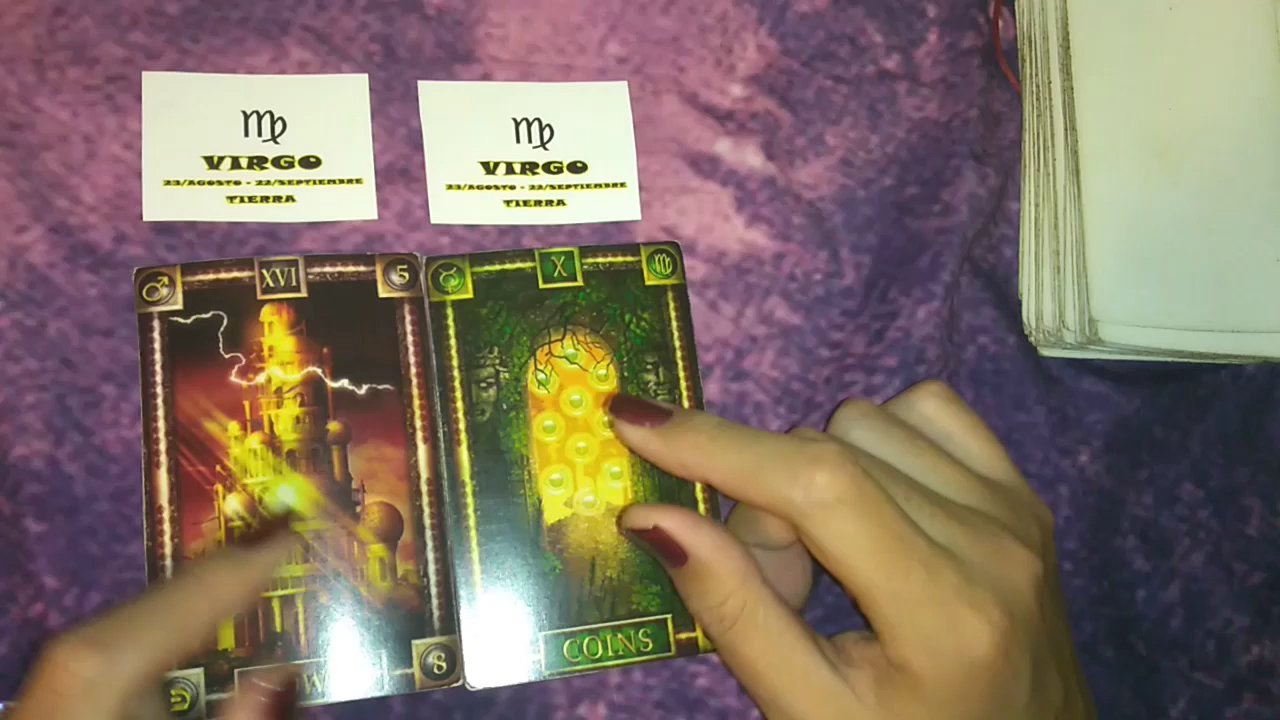 ♍ ♍
VIRGO
23/AGOSTO - 22/SEPTIEMBRE
TIERRA
VIRGO
23/AGOSTO - 22/SEPTIEMBRE
TIERRA
♂ XVI 5
8
☿ X ♍
COINS